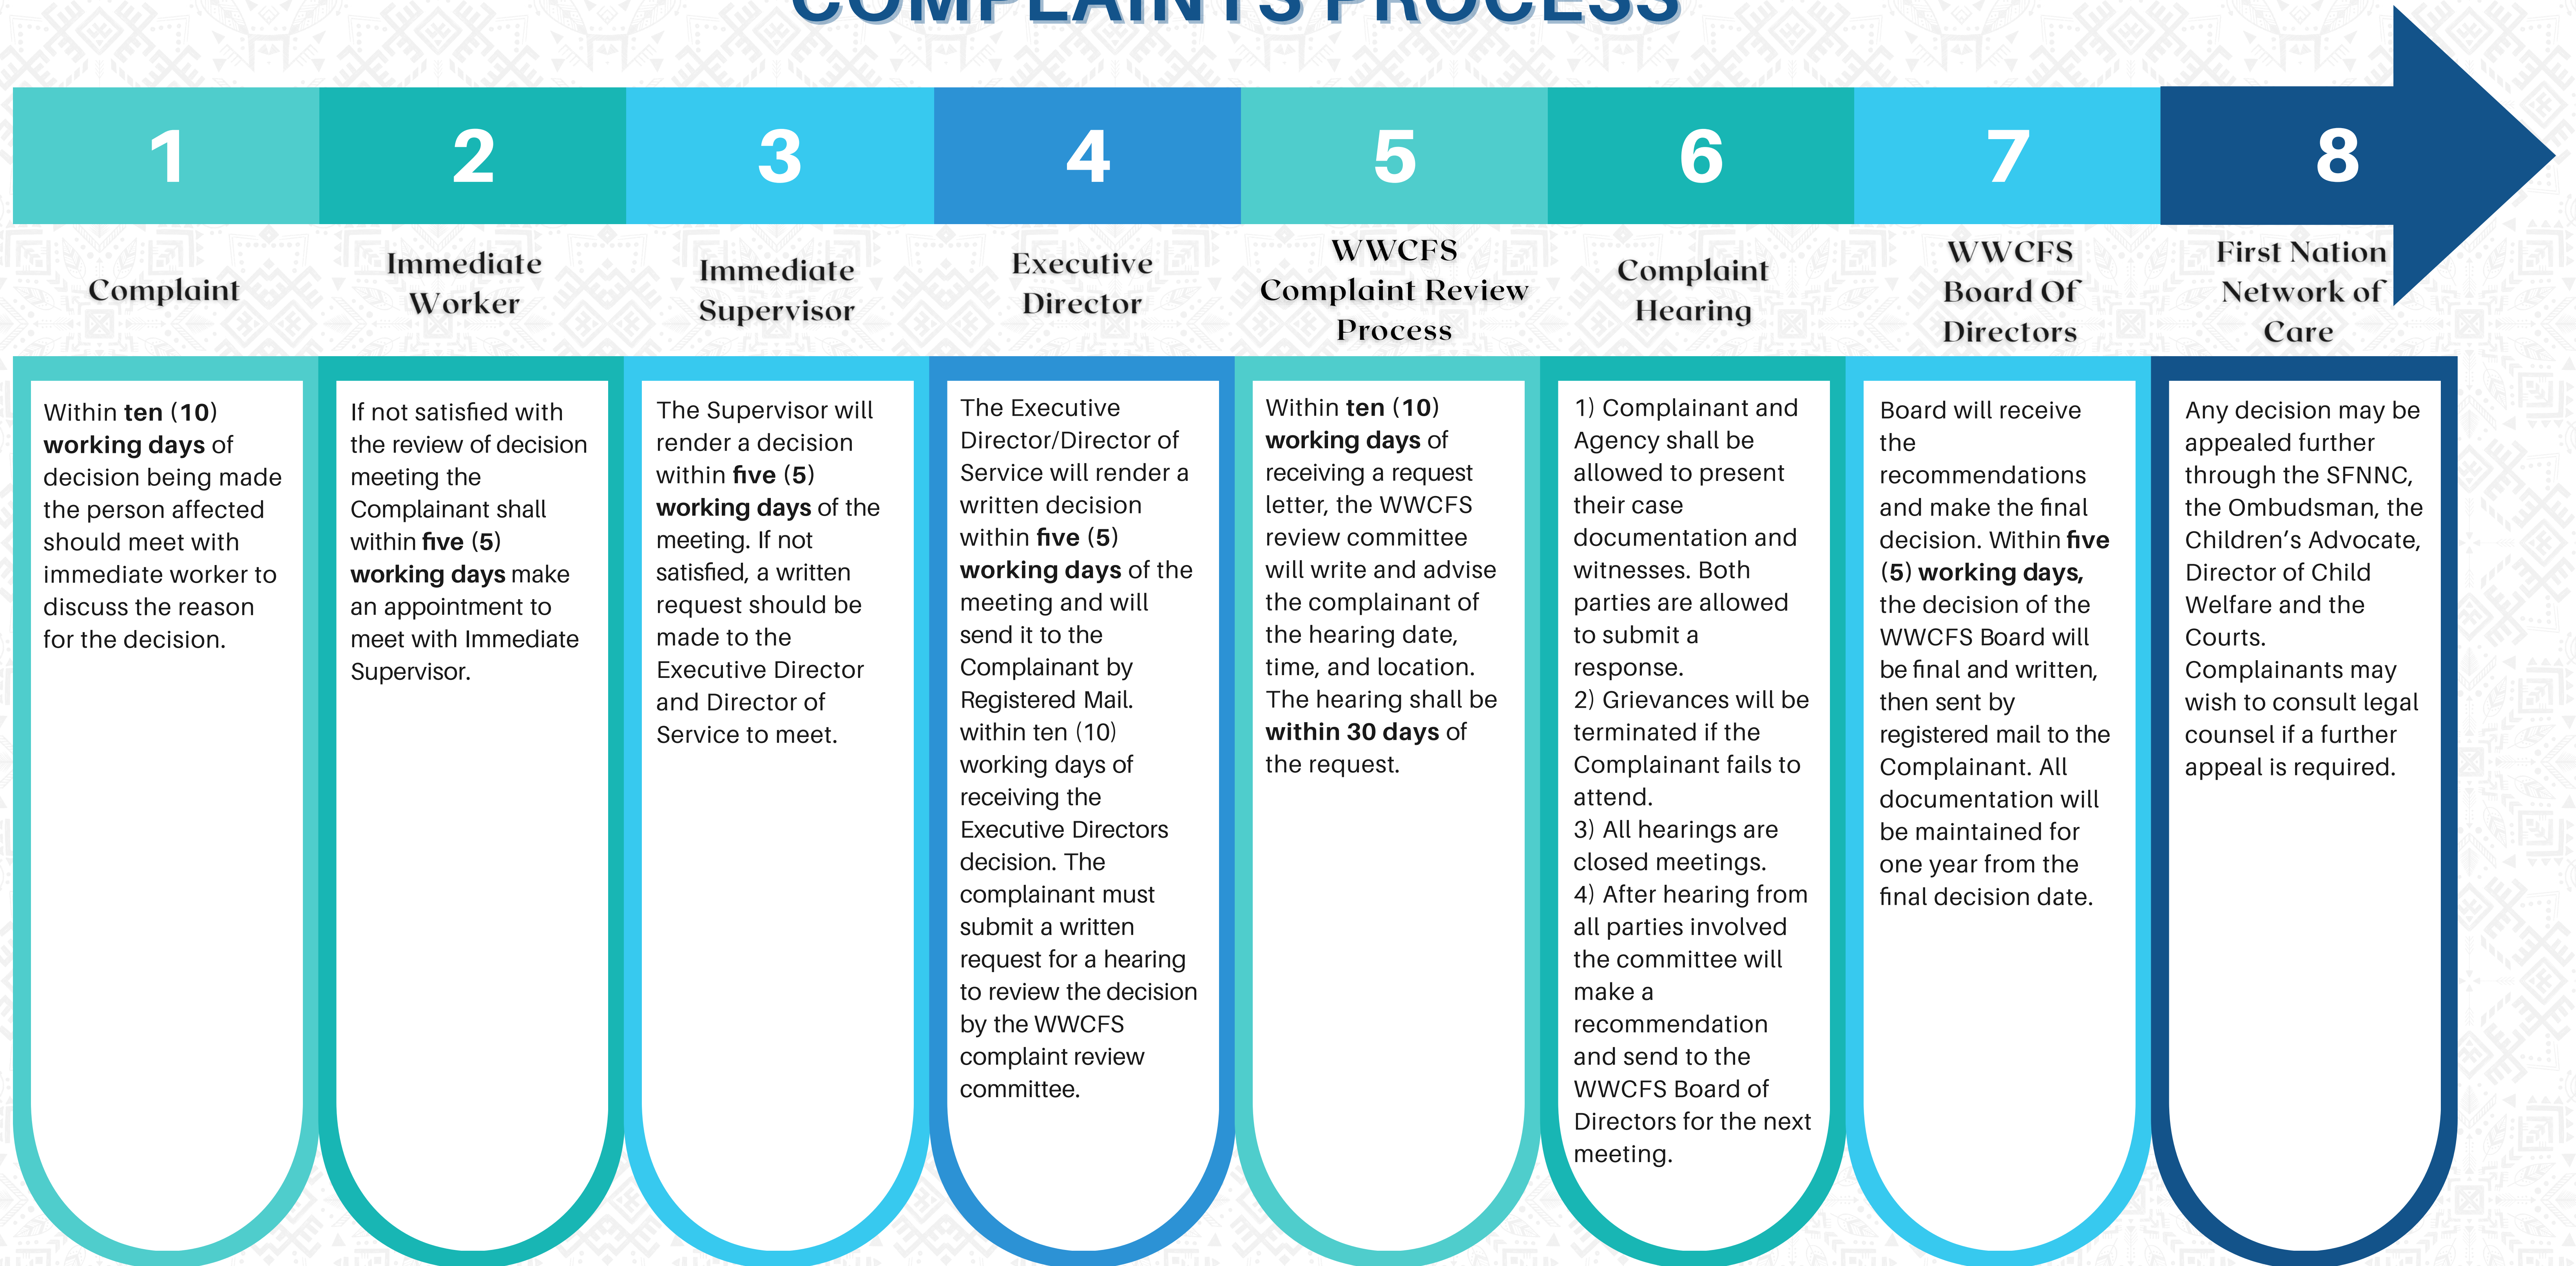 COMPLAINTS PROCESS
1
2
3
4
5
6
7
8
Complaint
Immediate
Worker
Immediate
Supervisor
Executive
Director
WWCFS
Complaint Review
Process
Complaint
Hearing
WWCFS
Board Of
Directors
First Nation
Network of
Care
Within ten (10)
working days of
decision being made
the person affected
should meet with
immediate worker to
discuss the reason
for the decision.
If not satisfied with
the review of decision
meeting the
Complainant shall
within five (5)
working days make
an appointment to
meet with Immediate
Supervisor.
The Supervisor will
render a decision
within five (5)
working days of the
meeting. If not
satisfied, a written
request should be
made to the
Executive Director
and Director of
Service to meet.
The Executive
Director/Director of
Service will render a
written decision
within five (5)
working days of the
meeting and will
send it to the
Complainant by
Registered Mail.
within ten (10)
working days of
receiving the
Executive Directors
decision. The
complainant must
submit a written
request for a hearing
to review the decision
by the WWCFS
complaint review
committee.
Within ten (10)
working days of
receiving a request
letter, the WWCFS
review committee
will write and advise
the complainant of
the hearing date,
time, and location.
The hearing shall be
within 30 days of
the request.
1) Complainant and
Agency shall be
allowed to present
their case
documentation and
witnesses. Both
parties are allowed
to submit a
response.
2) Grievances will be
terminated if the
Complainant fails to
attend.
3) All hearings are
closed meetings.
4) After hearing from
all parties involved
the committee will
make a
recommendation
and send to the
WWCFS Board of
Directors for the next
meeting.
Board will receive
the
recommendations
and make the final
decision. Within five
(5) working days,
the decision of the
WWCFS Board will
be final and written,
then sent by
registered mail to the
Complainant. All
documentation will
be maintained for
one year from the
final decision date.
Any decision may be
appealed further
through the SFNNC,
the Ombudsman, the
Children’s Advocate,
Director of Child
Welfare and the
Courts.
Complainants may
wish to consult legal
counsel if a further
appeal is required.